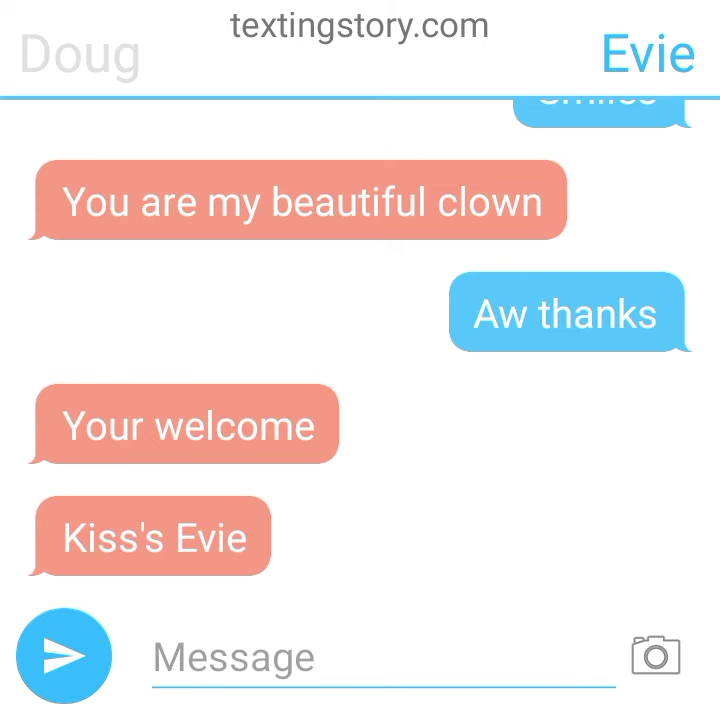 textingstory.com
Doug
Evie
You are my beautiful clown
Aw thanks
Your welcome
Kiss's Evie
Message